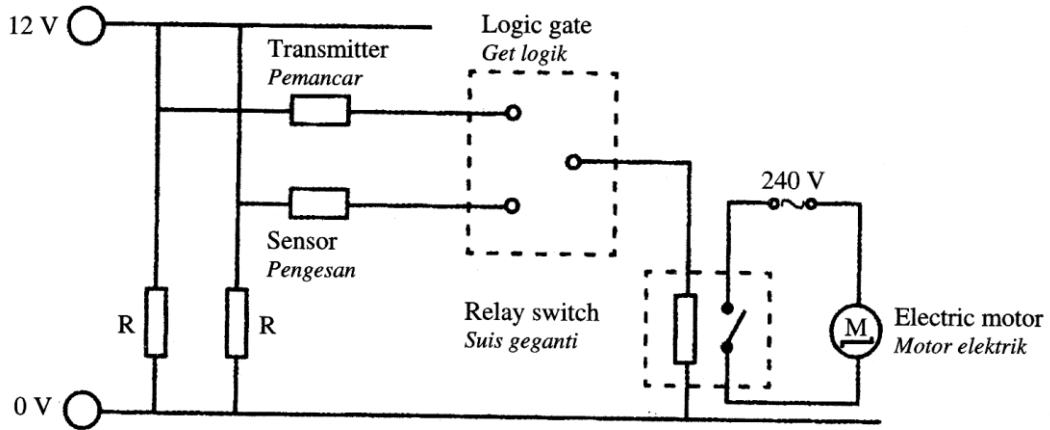 12 V
Transmitter
Pemancar
Logic gate
Get logik
240 V
Sensor
Pengesan
R
R
Relay switch
Suis geganti
M
Electric motor
Motor elektrik
0 V